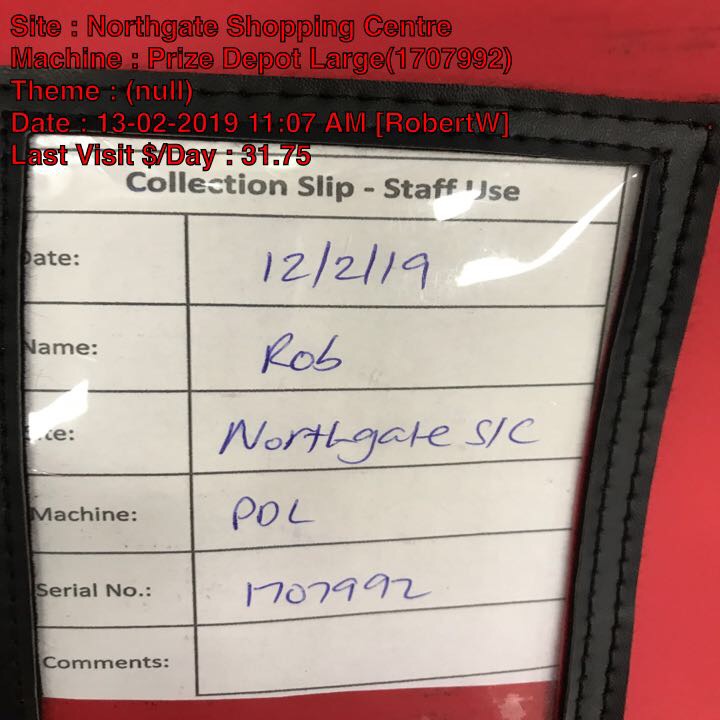 Site : Northgate Shopping Centre
Machine : Prize Depot Large(1707992)
Theme : (null)
Date : 13-02-2019 11:07 AM [RobertW]
Last Visit $/Day : 31.75
Collection Slip - Staff Use
Date: 12/2/19
Name: Rob
Site: Northgate S/C
Machine: PDL
Serial No.: 1707992
Comments: